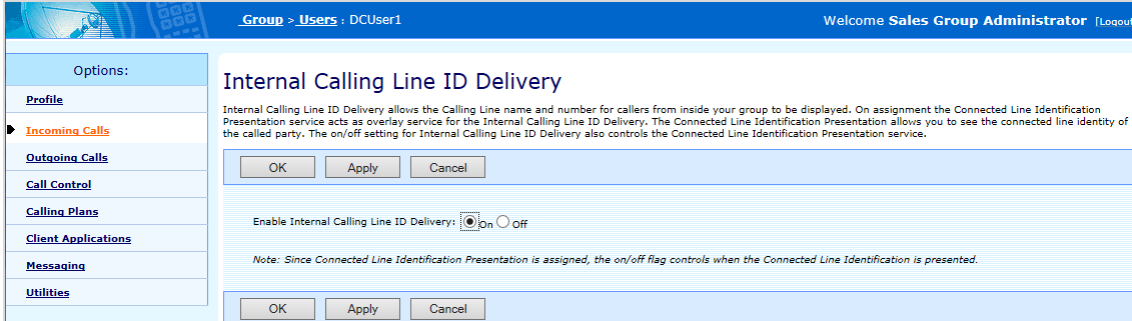 Group > Users : DCUser1
Welcome Sales Group Administrator [Logout
Options:
Profile
Incoming Calls
Outgoing Calls
Call Control
Calling Plans
Client Applications
Messaging
Utilities
Internal Calling Line ID Delivery
Internal Calling Line ID Delivery allows the Calling Line name and number for callers from inside your group to be displayed. On assignment the Connected Line Identification
Presentation service acts as overlay service for the Internal Calling Line ID Delivery. The Connected Line Identification Presentation allows you to see the connected line identity of
the called party. The on/off setting for Internal Calling Line ID Delivery also controls the Connected Line Identification Presentation service.
OK Apply Cancel
Enable Internal Calling Line ID Delivery: On Off
Note: Since Connected Line Identification Presentation is assigned, the on/off flag controls when the Connected Line Identification is presented.
OK Apply Cancel